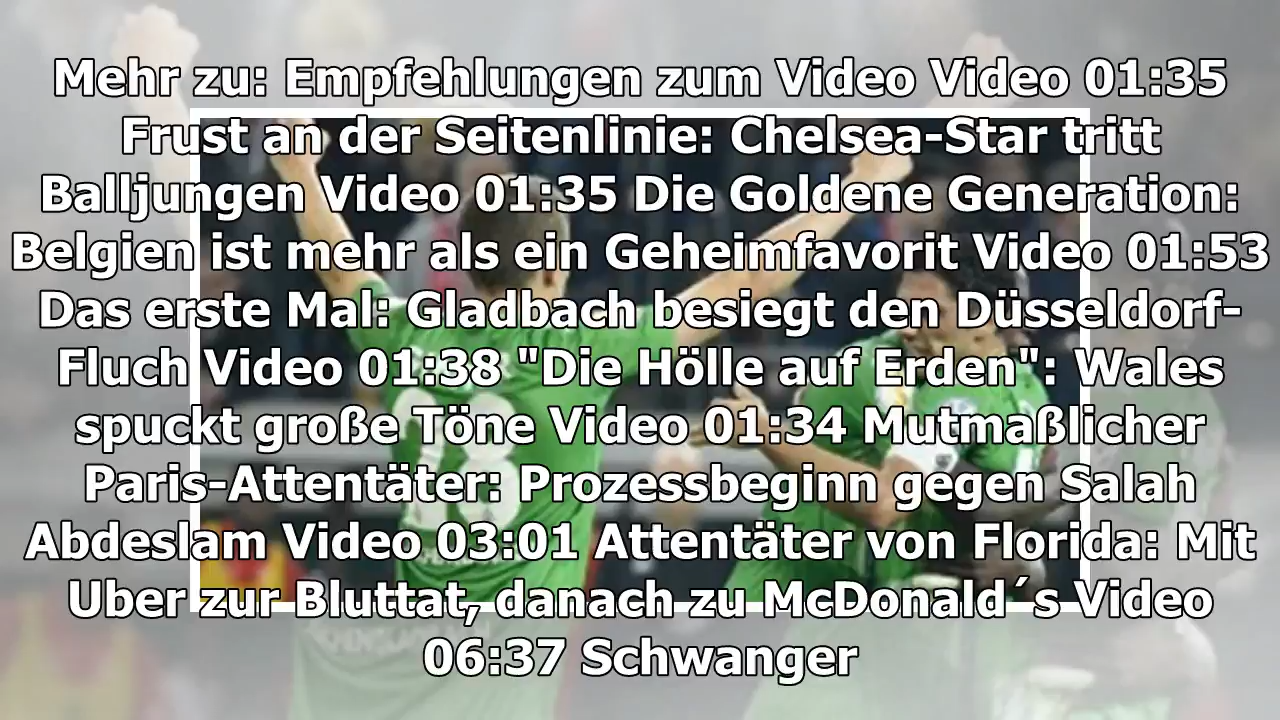 Mehr zu: Empfehlungen zum Video Video 01:35
Frust an der Seitenlinie: Chelsea-Star tritt
Balljungen Video 01:35 Die Goldene Generation:
Belgien ist mehr als ein Geheimfavorit Video 01:53
Das erste Mal: Gladbach besiegt den Düsseldorf-
Fluch Video 01:38 "Die Hölle auf Erden": Wales
spuckt große Töne Video 01:34 Mutmaßlicher
Paris-Attentäter: Prozessbeginn gegen Salah
Abdeslam Video 03:01 Attentäter von Florida: Mit
Uber zur Bluttat, danach zu McDonald´s Video
06:37 Schwanger
13